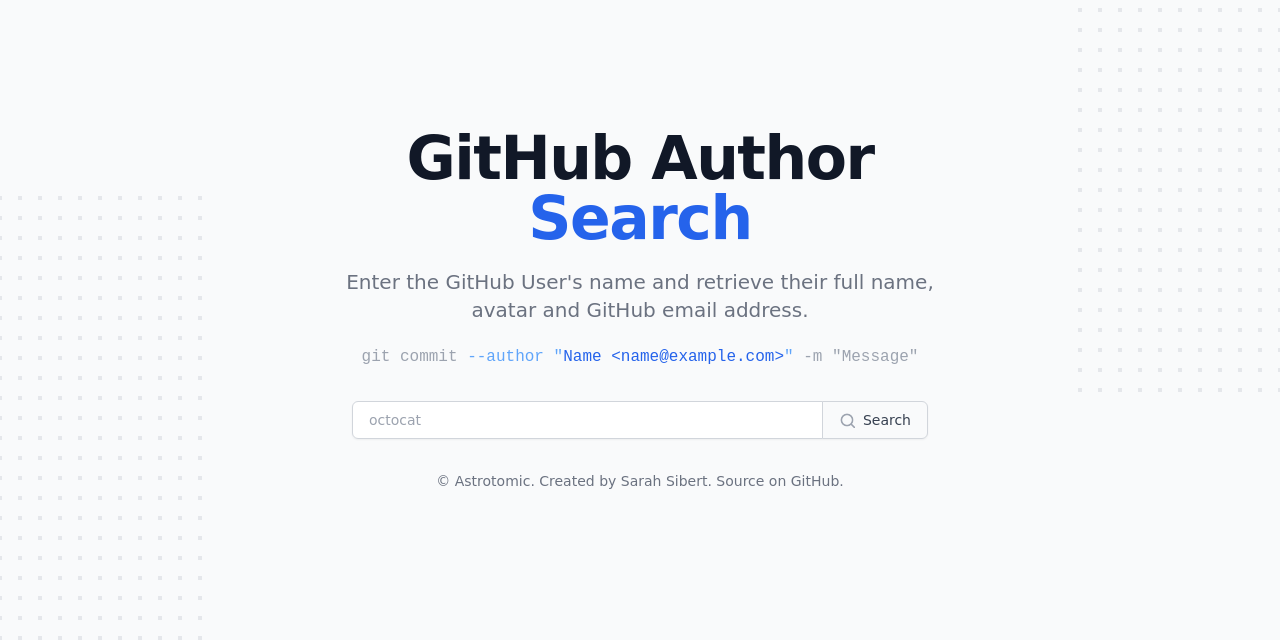 GitHub Author
Search
Enter the GitHub User's name and retrieve their full name,
avatar and GitHub email address.
git commit --author "Name <name@example.com>" -m "Message"
octocat
Search
© Astrotomic. Created by Sarah Sibert. Source on GitHub.